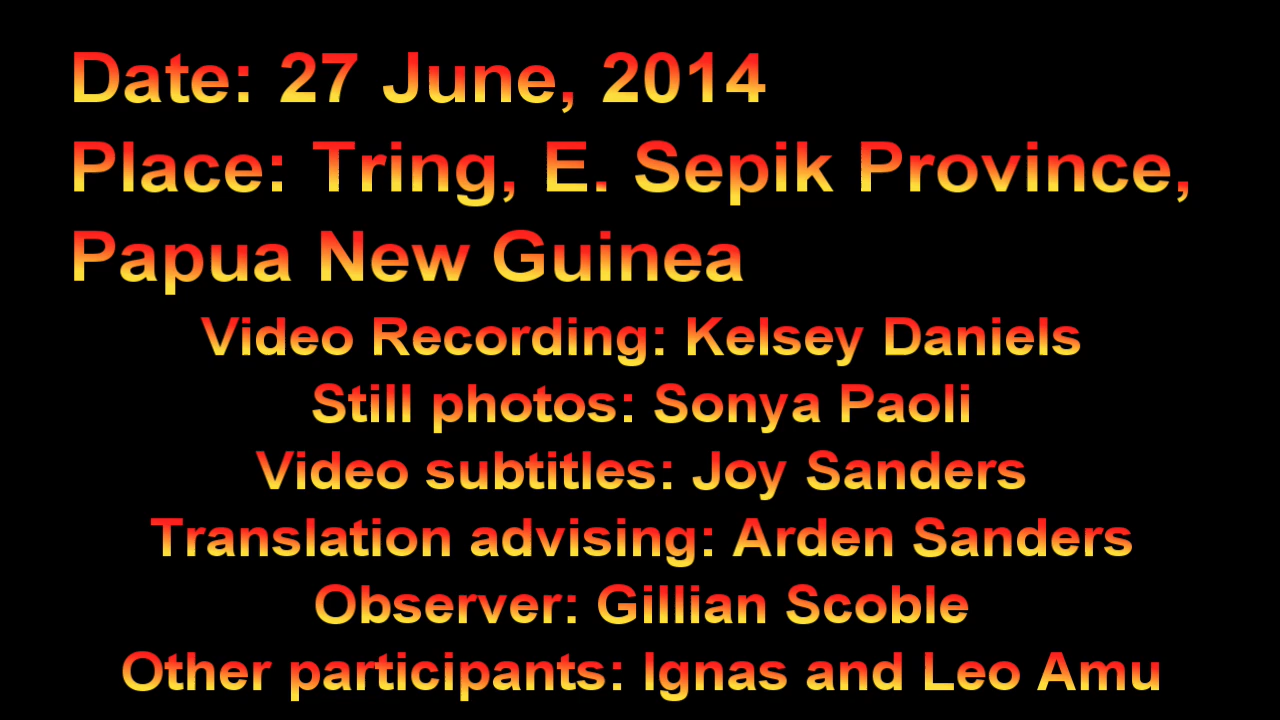 Date: 27 June, 2014
Place: Tring, E. Sepik Province,
Papua New Guinea
Video Recording: Kelsey Daniels
Still photos: Sonya Paoli
Video subtitles: Joy Sanders
Translation advising: Arden Sanders
Observer: Gillian Scoble
Other participants: Ignas and Leo Amu